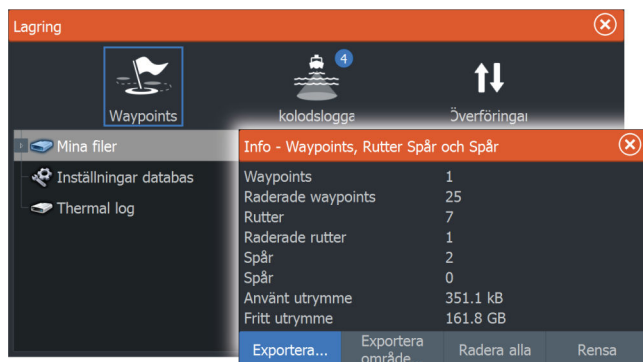 Lagring
4
Waypoints
kolodslogga
Överföringar
Mina filer
Inställningar databas
Thermal log
Info - Waypoints, Rutter Spår och Spår
Waypoints 1
Raderade waypoints 25
Rutter 7
Raderade rutter 1
Spår 2
Spår 0
Använt utrymme 351.1 kB
Fritt utrymme 161.8 GB
Exportera...
Exportera
område
Radera alla
Rensa